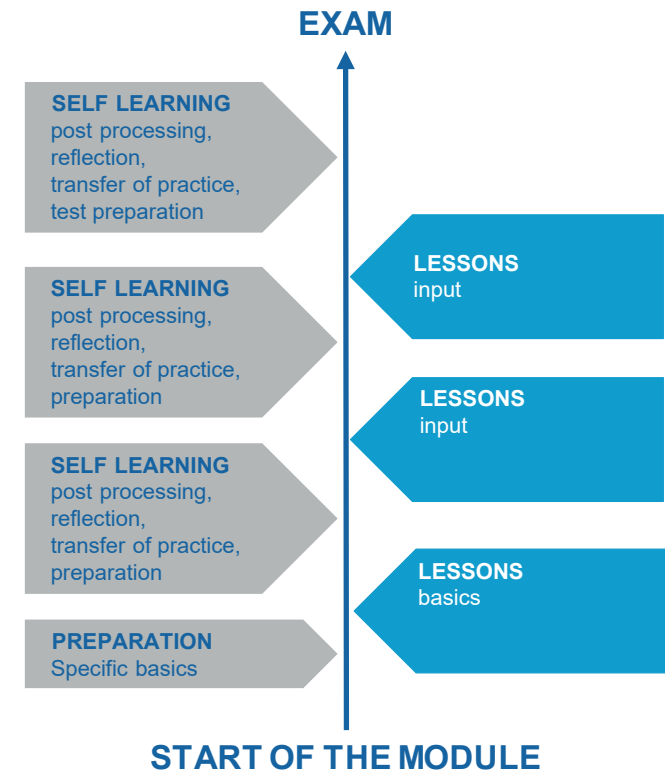 EXAM
SELF LEARNING
post processing,
reflection,
transfer of practice,
test preparation
LESSONS
input
SELF LEARNING
post processing,
reflection,
transfer of practice,
preparation
LESSONS
input
SELF LEARNING
post processing,
reflection,
transfer of practice,
preparation
LESSONS
basics
PREPARATION
Specific basics
START OF THE MODULE